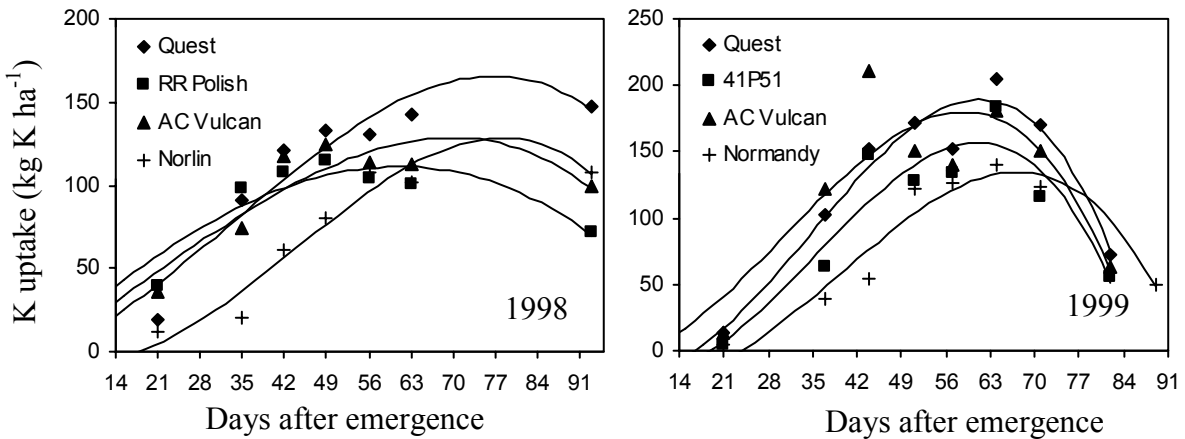 K uptake (kg K ha-1)
200
150
100
50
0
Quest
RR Polish
AC Vulcan
Norlin
1998
14 21 28 35 42 49 56 63 70 77 84 91
Days after emergence
250
200
150
100
50
0
Quest
41P51
AC Vulcan
Normandy
1999
14 21 28 35 42 49 56 63 70 77 84 91
Days after emergence